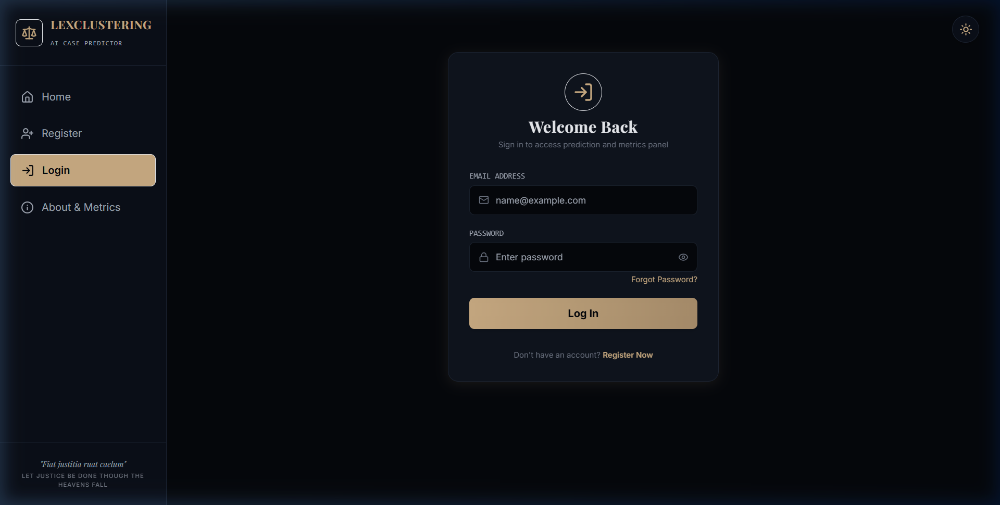 LEXCLUSTERING
AI CASE PREDICTOR
Home
Register
Login
About & Metrics
"Fiat justitia ruat caelum"
LET JUSTICE BE DONE THOUGH THE
HEAVENS FALL
Welcome Back
Sign in to access prediction and metrics panel
EMAIL ADDRESS
name@example.com
PASSWORD
Enter password
Forgot Password?
Log In
Don't have an account? Register Now